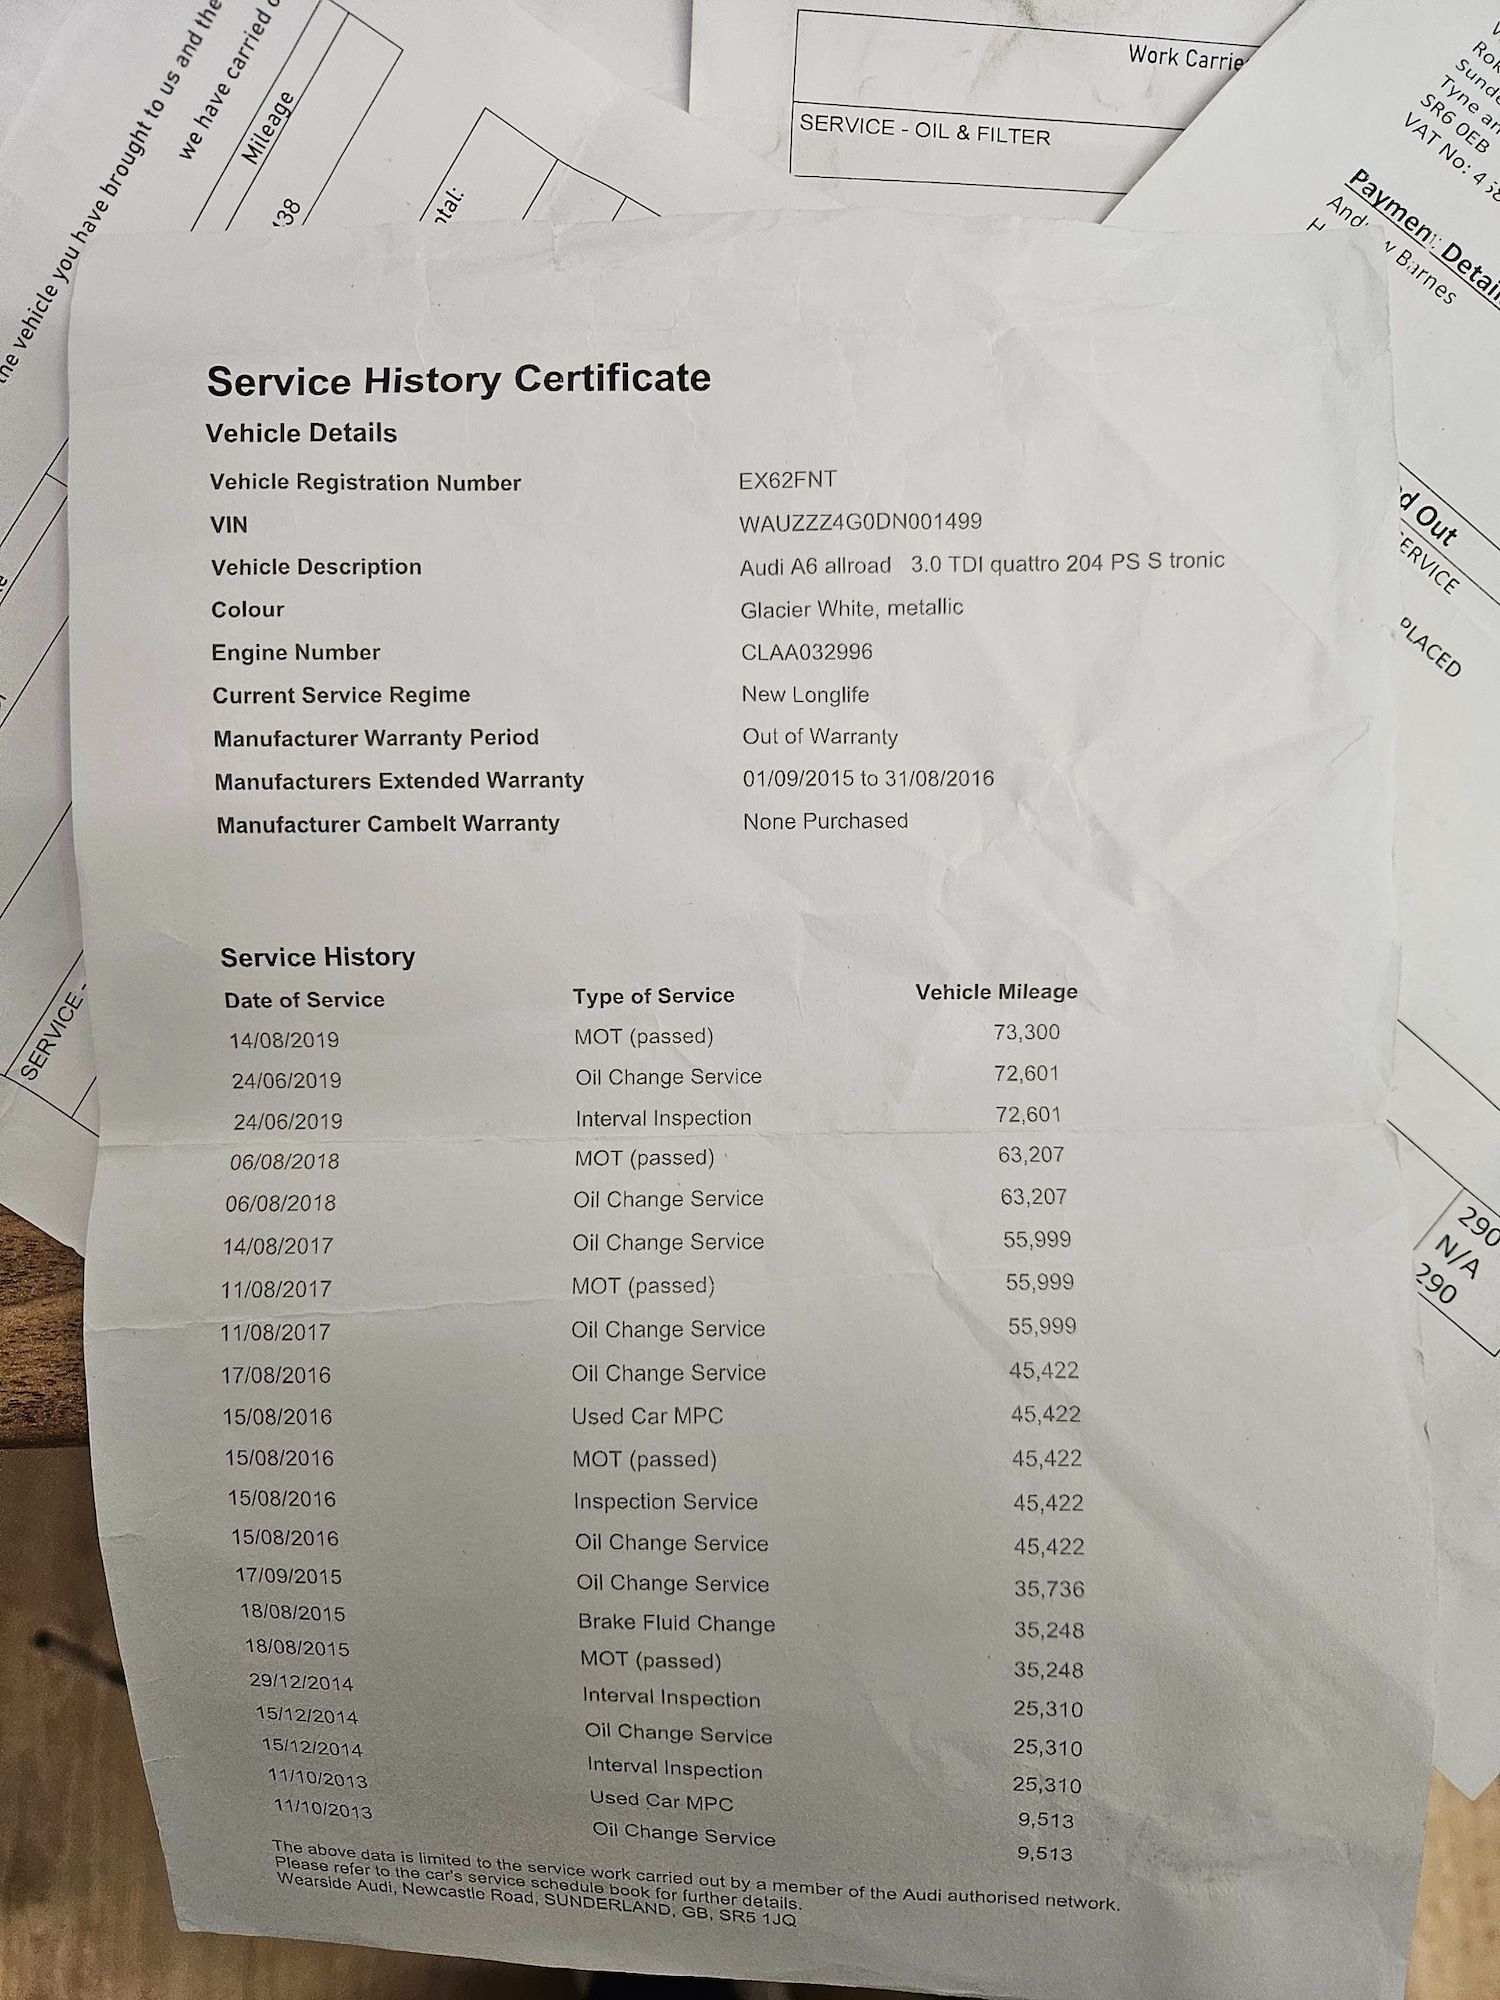 the vehicle you have brought to us and the
we have carried
Mileage
Work Carrie
SERVICE - OIL & FILTER
SR6 0EB
VAT No:
Payment Detai
Barnes
d Out
ERVICE
PLACED
SERVICE -
290
N/A
290
Service History Certificate
Vehicle Details
Vehicle Registration Number EX62FNT
VIN WAUZZZ4G0DN001499
Vehicle Description Audi A6 allroad 3.0 TDI quattro 204 PS S tronic
Colour Glacier White, metallic
Engine Number CLAA032996
Current Service Regime New Longlife
Manufacturer Warranty Period Out of Warranty
Manufacturers Extended Warranty 01/09/2015 to 31/08/2016
Manufacturer Cambelt Warranty None Purchased
Service History
Date of Service Type of Service Vehicle Mileage
14/08/2019 MOT (passed) 73,300
24/06/2019 Oil Change Service 72,601
24/06/2019 Interval Inspection 72,601
06/08/2018 MOT (passed) 63,207
06/08/2018 Oil Change Service 63,207
14/08/2017 Oil Change Service 55,999
11/08/2017 MOT (passed) 55,999
11/08/2017 Oil Change Service 55,999
17/08/2016 Oil Change Service 45,422
15/08/2016 Used Car MPC 45,422
15/08/2016 MOT (passed) 45,422
15/08/2016 Inspection Service 45,422
15/08/2016 Oil Change Service 45,422
17/09/2015 Oil Change Service 35,736
18/08/2015 Brake Fluid Change 35,248
18/08/2015 MOT (passed) 35,248
29/12/2014 Interval Inspection 25,310
15/12/2014 Oil Change Service 25,310
15/12/2014 Interval Inspection 25,310
11/10/2013 Used Car MPC 9,513
11/10/2013 Oil Change Service 9,513
The above data is limited to the service work carried out by a member of the Audi authorised network.
Please refer to the car's service schedule book for further details.
Wearside Audi, Newcastle Road, SUNDERLAND, GB, SR5 1JQ